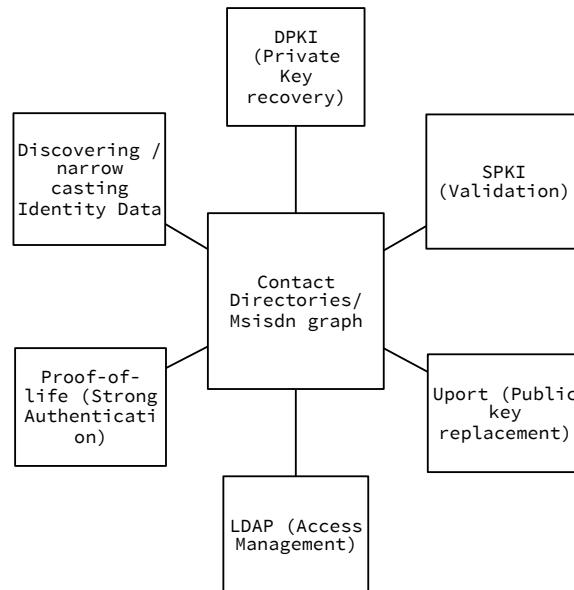 DPKI
(Private
Key
recovery)
Discovering /
narrow
casting
Identity Data
SPKI
(Validation)
Contact
Directories/
Msisdn graph
Proof-of-
life (Strong
Authenticati
on)
Uport (Public
key
replacement)
LDAP (Access
Management)